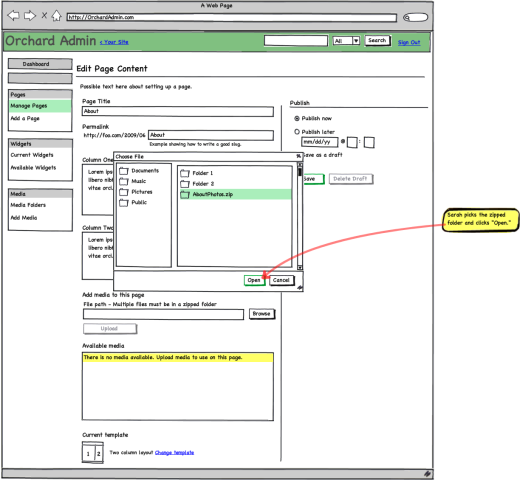 A Web Page
http://OrchardAdmin.com
Orchard Admin < Your Site
All
Search
Sign Out
Dashboard
Pages
Manage Pages
Add a Page
Widgets
Current Widgets
Available Widgets
Media
Media Folders
Add Media
Edit Page Content
Possible text here about setting up a page.
Page Title
About
Permalink
http://foo.com/2009/06 About
Example showing how to write a good slug.
Column One
Lorem ips
libero nib
vitae orci.
Column Two
Lorem ips
libero nib
vitae orci.
Choose File
Documents
Music
Pictures
Public
Folder 1
Folder 2
AboutPhotos.zip
Open
Cancel
Publish
Publish now
Publish later
mm/dd/yy @ :
ave as a draft
ave
Delete Draft
Sarah picks the zipped
folder and clicks "Open."
Add media to this page
File path - Multiple files must be in a zipped folder
Browse
Upload
Available media
There is no media available. Upload media to use on this page.
Current template
1 2
Two column layout Change template